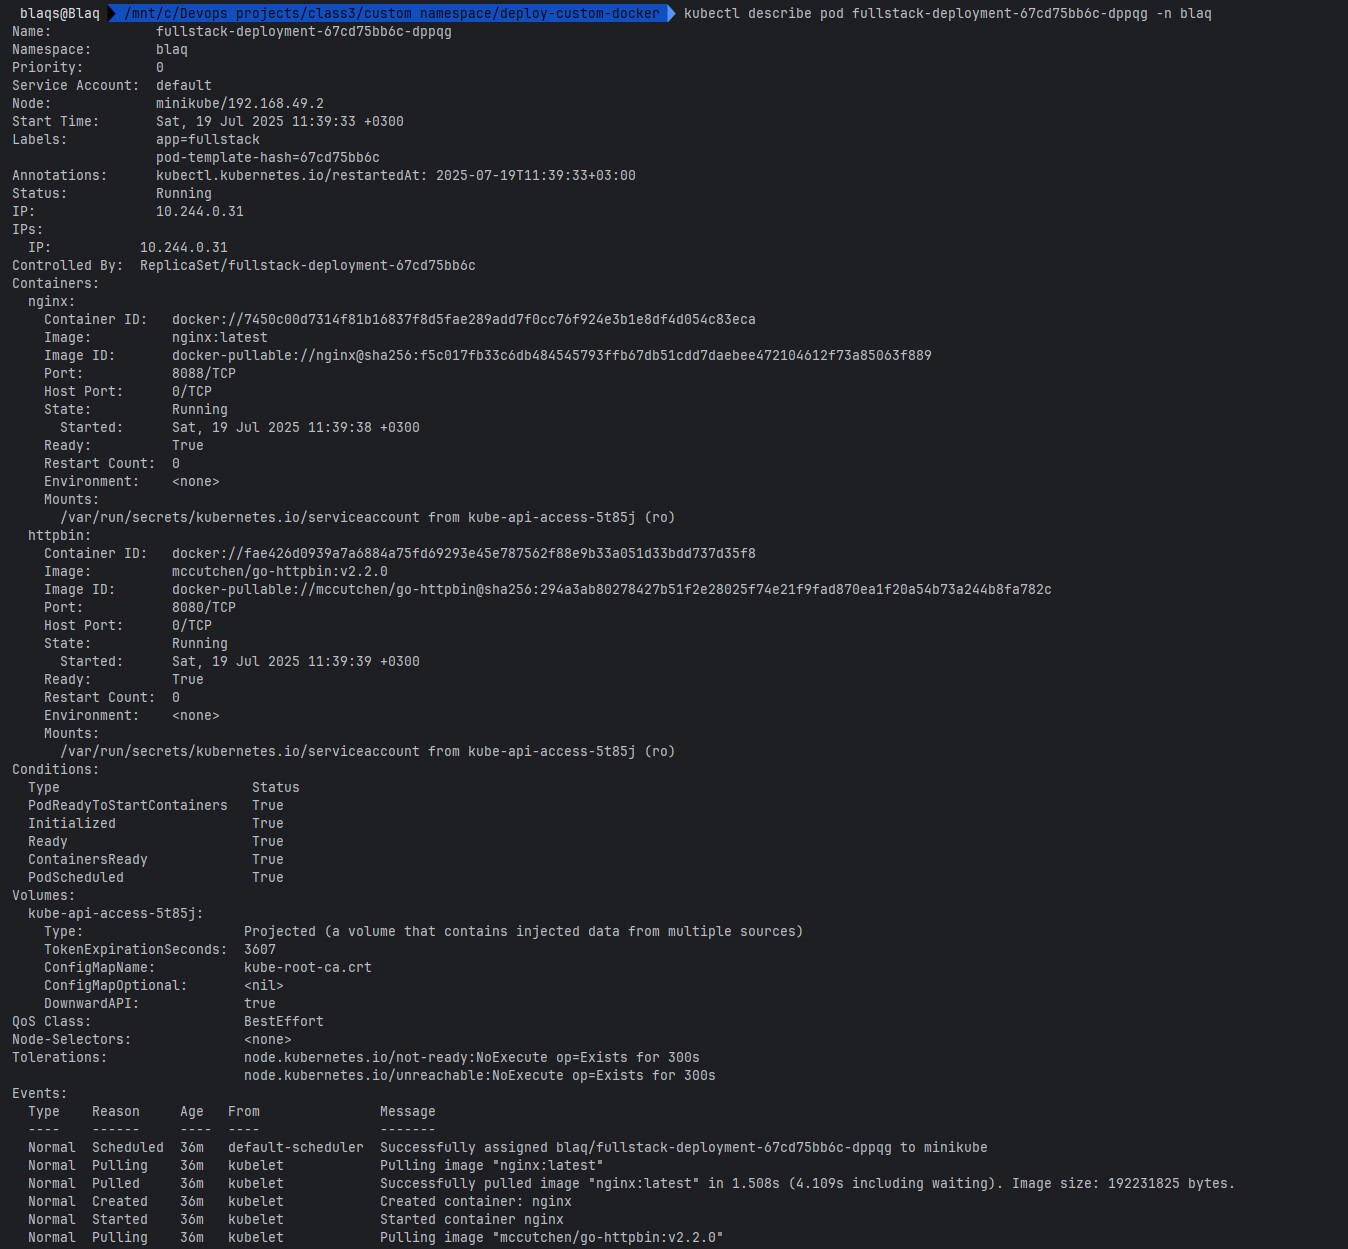 blaqs@Blaq /mnt/c/Devops projects/class3/custom namespace/deploy-custom-docker kubectl describe pod fullstack-deployment-67cd75bb6c-dppqg -n blaq
Name:             fullstack-deployment-67cd75bb6c-dppqg
Namespace:        blaq
Priority:         0
Service Account:  default
Node:             minikube/192.168.49.2
Start Time:       Sat, 19 Jul 2025 11:39:33 +0300
Labels:           app=fullstack
                  pod-template-hash=67cd75bb6c
Annotations:      kubectl.kubernetes.io/restartedAt: 2025-07-19T11:39:33+03:00
Status:           Running
IP:               10.244.0.31
IPs:
  IP:           10.244.0.31
Controlled By:  ReplicaSet/fullstack-deployment-67cd75bb6c
Containers:
  nginx:
    Container ID:   docker://7450c00d7314f81b16837f8d5fae289add7f0cc76f924e3b1e8df4d054c83eca
    Image:          nginx:latest
    Image ID:       docker-pullable://nginx@sha256:f5c017fb33c6db484545793ffb67db51cdd7daebee472104612f73a85063f889
    Port:           8088/TCP
    Host Port:      0/TCP
    State:          Running
      Started:      Sat, 19 Jul 2025 11:39:38 +0300
    Ready:          True
    Restart Count:  0
    Environment:    <none>
    Mounts:
      /var/run/secrets/kubernetes.io/serviceaccount from kube-api-access-5t85j (ro)
  httpbin:
    Container ID:   docker://fae426d0939a7a6884a75fd69293e45e787562f88e9b33a051d33bdd737d35f8
    Image:          mccutchen/go-httpbin:v2.2.0
    Image ID:       docker-pullable://mccutchen/go-httpbin@sha256:294a3ab80278427b51f2e28025f74e21f9fad870ea1f20a54b73a244b8fa782c
    Port:           8080/TCP
    Host Port:      0/TCP
    State:          Running
      Started:      Sat, 19 Jul 2025 11:39:39 +0300
    Ready:          True
    Restart Count:  0
    Environment:    <none>
    Mounts:
      /var/run/secrets/kubernetes.io/serviceaccount from kube-api-access-5t85j (ro)
Conditions:
  Type                        Status
  PodReadyToStartContainers   True
  Initialized                 True
  Ready                       True
  ContainersReady             True
  PodScheduled                True
Volumes:
  kube-api-access-5t85j:
    Type:                    Projected (a volume that contains injected data from multiple sources)
    TokenExpirationSeconds:  3607
    ConfigMapName:           kube-root-ca.crt
    ConfigMapOptional:       <nil>
    DownwardAPI:             true
QoS Class:                   BestEffort
Node-Selectors:              <none>
Tolerations:                 node.kubernetes.io/not-ready:NoExecute op=Exists for 300s
                             node.kubernetes.io/unreachable:NoExecute op=Exists for 300s
Events:
  Type    Reason     Age   From               Message
  ----    ------     ----  ----               -------
  Normal  Scheduled  36m   default-scheduler  Successfully assigned blaq/fullstack-deployment-67cd75bb6c-dppqg to minikube
  Normal  Pulling    36m   kubelet            Pulling image "nginx:latest"
  Normal  Pulled     36m   kubelet            Successfully pulled image "nginx:latest" in 1.508s (4.109s including waiting). Image size: 192231825 bytes.
  Normal  Created    36m   kubelet            Created container: nginx
  Normal  Started    36m   kubelet            Started container nginx
  Normal  Pulling    36m   kubelet            Pulling image "mccutchen/go-httpbin:v2.2.0"